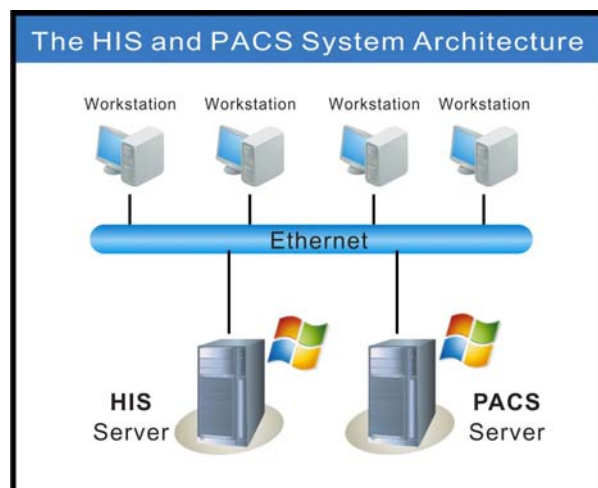 The HIS and PACS System Architecture
Workstation Workstation Workstation Workstation
Ethernet
HIS
Server
PACS
Server